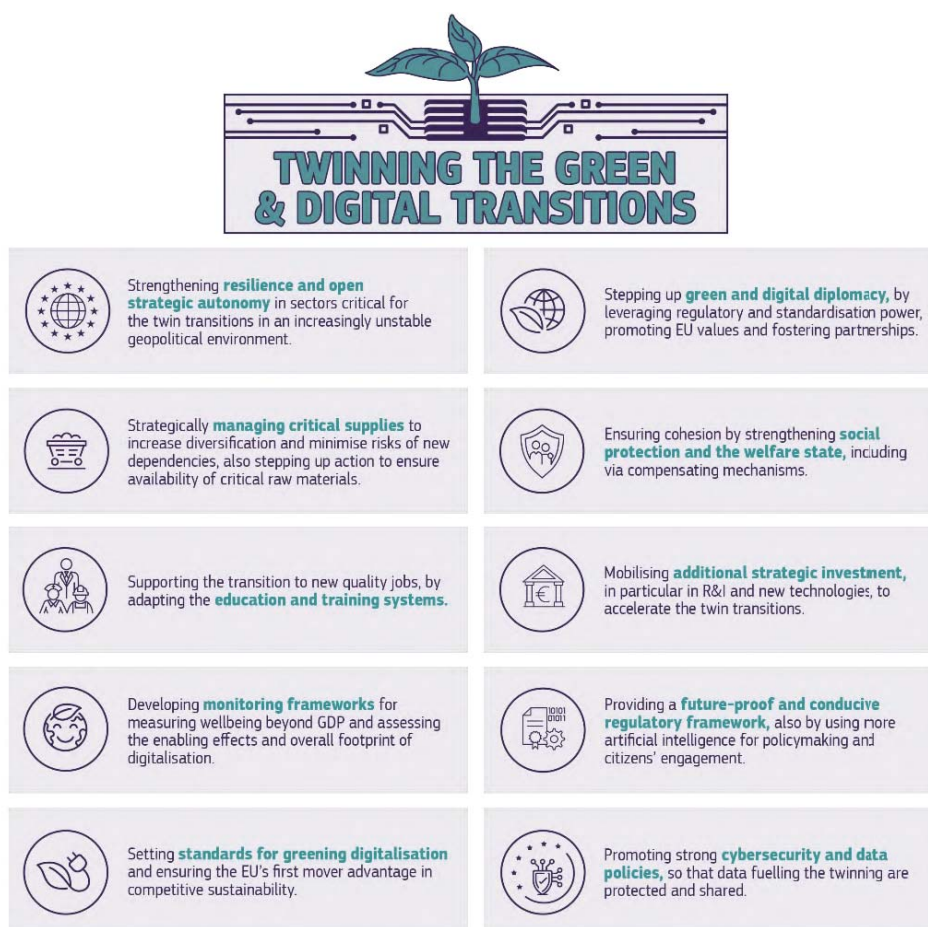 TWINNING THE GREEN
& DIGITAL TRANSITIONS
Strengthening resilience and open
strategic autonomy in sectors critical for
the twin transitions in an increasingly unstable
geopolitical environment.
Stepping up green and digital diplomacy, by
leveraging regulatory and standardisation power,
promoting EU values and fostering partnerships.
Strategically managing critical supplies to
increase diversification and minimise risks of new
dependencies, also stepping up action to ensure
availability of critical raw materials.
Ensuring cohesion by strengthening social
protection and the welfare state, including
via compensating mechanisms.
Supporting the transition to new quality jobs, by
adapting the education and training systems.
Mobilising additional strategic investment,
in particular in R&I and new technologies, to
accelerate the twin transitions.
Developing monitoring frameworks for
measuring wellbeing beyond GDP and assessing
the enabling effects and overall footprint of
digitalisation.
10101
01011
Providing a future-proof and conducive
regulatory framework, also by using more
artificial intelligence for policymaking and
citizens' engagement.
Setting standards for greening digitalisation
and ensuring the EU's first mover advantage in
competitive sustainability.
Promoting strong cybersecurity and data
policies, so that data fuelling the twinning are
protected and shared.